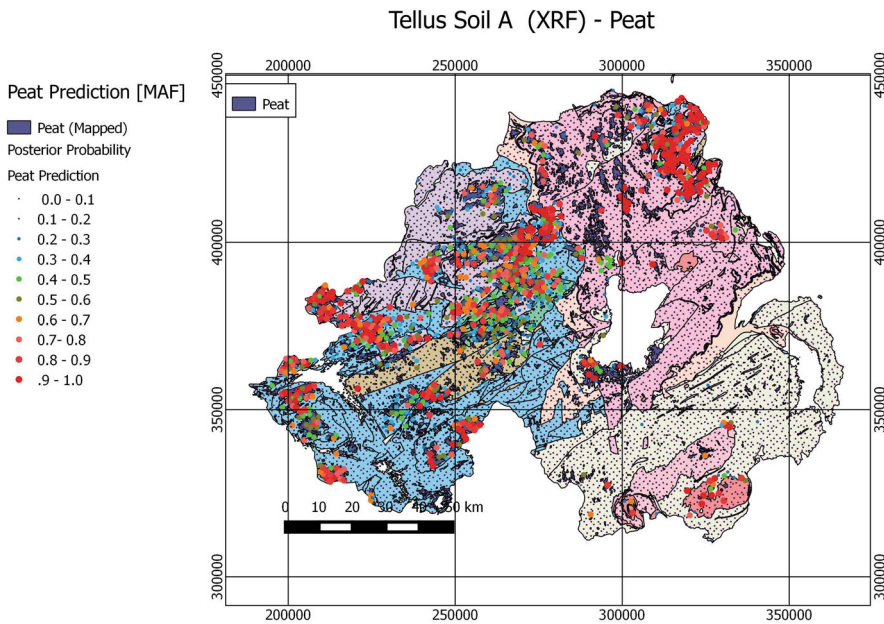 Tellus Soil A (XRF) - Peat
200000 250000 300000 350000
450000 450000
Peat Prediction [MAF]
Peat
Peat (Mapped)
Posterior Probability
Peat Prediction
0.0 - 0.1
0.1 - 0.2
0.2 - 0.3
0.3 - 0.4
0.4 - 0.5
0.5 - 0.6
0.6 - 0.7
0.7- 0.8
0.8 - 0.9
.9 - 1.0
400000 400000
350000 350000
0 10 20 30 40 50 km
300000 300000
200000 250000 300000 350000